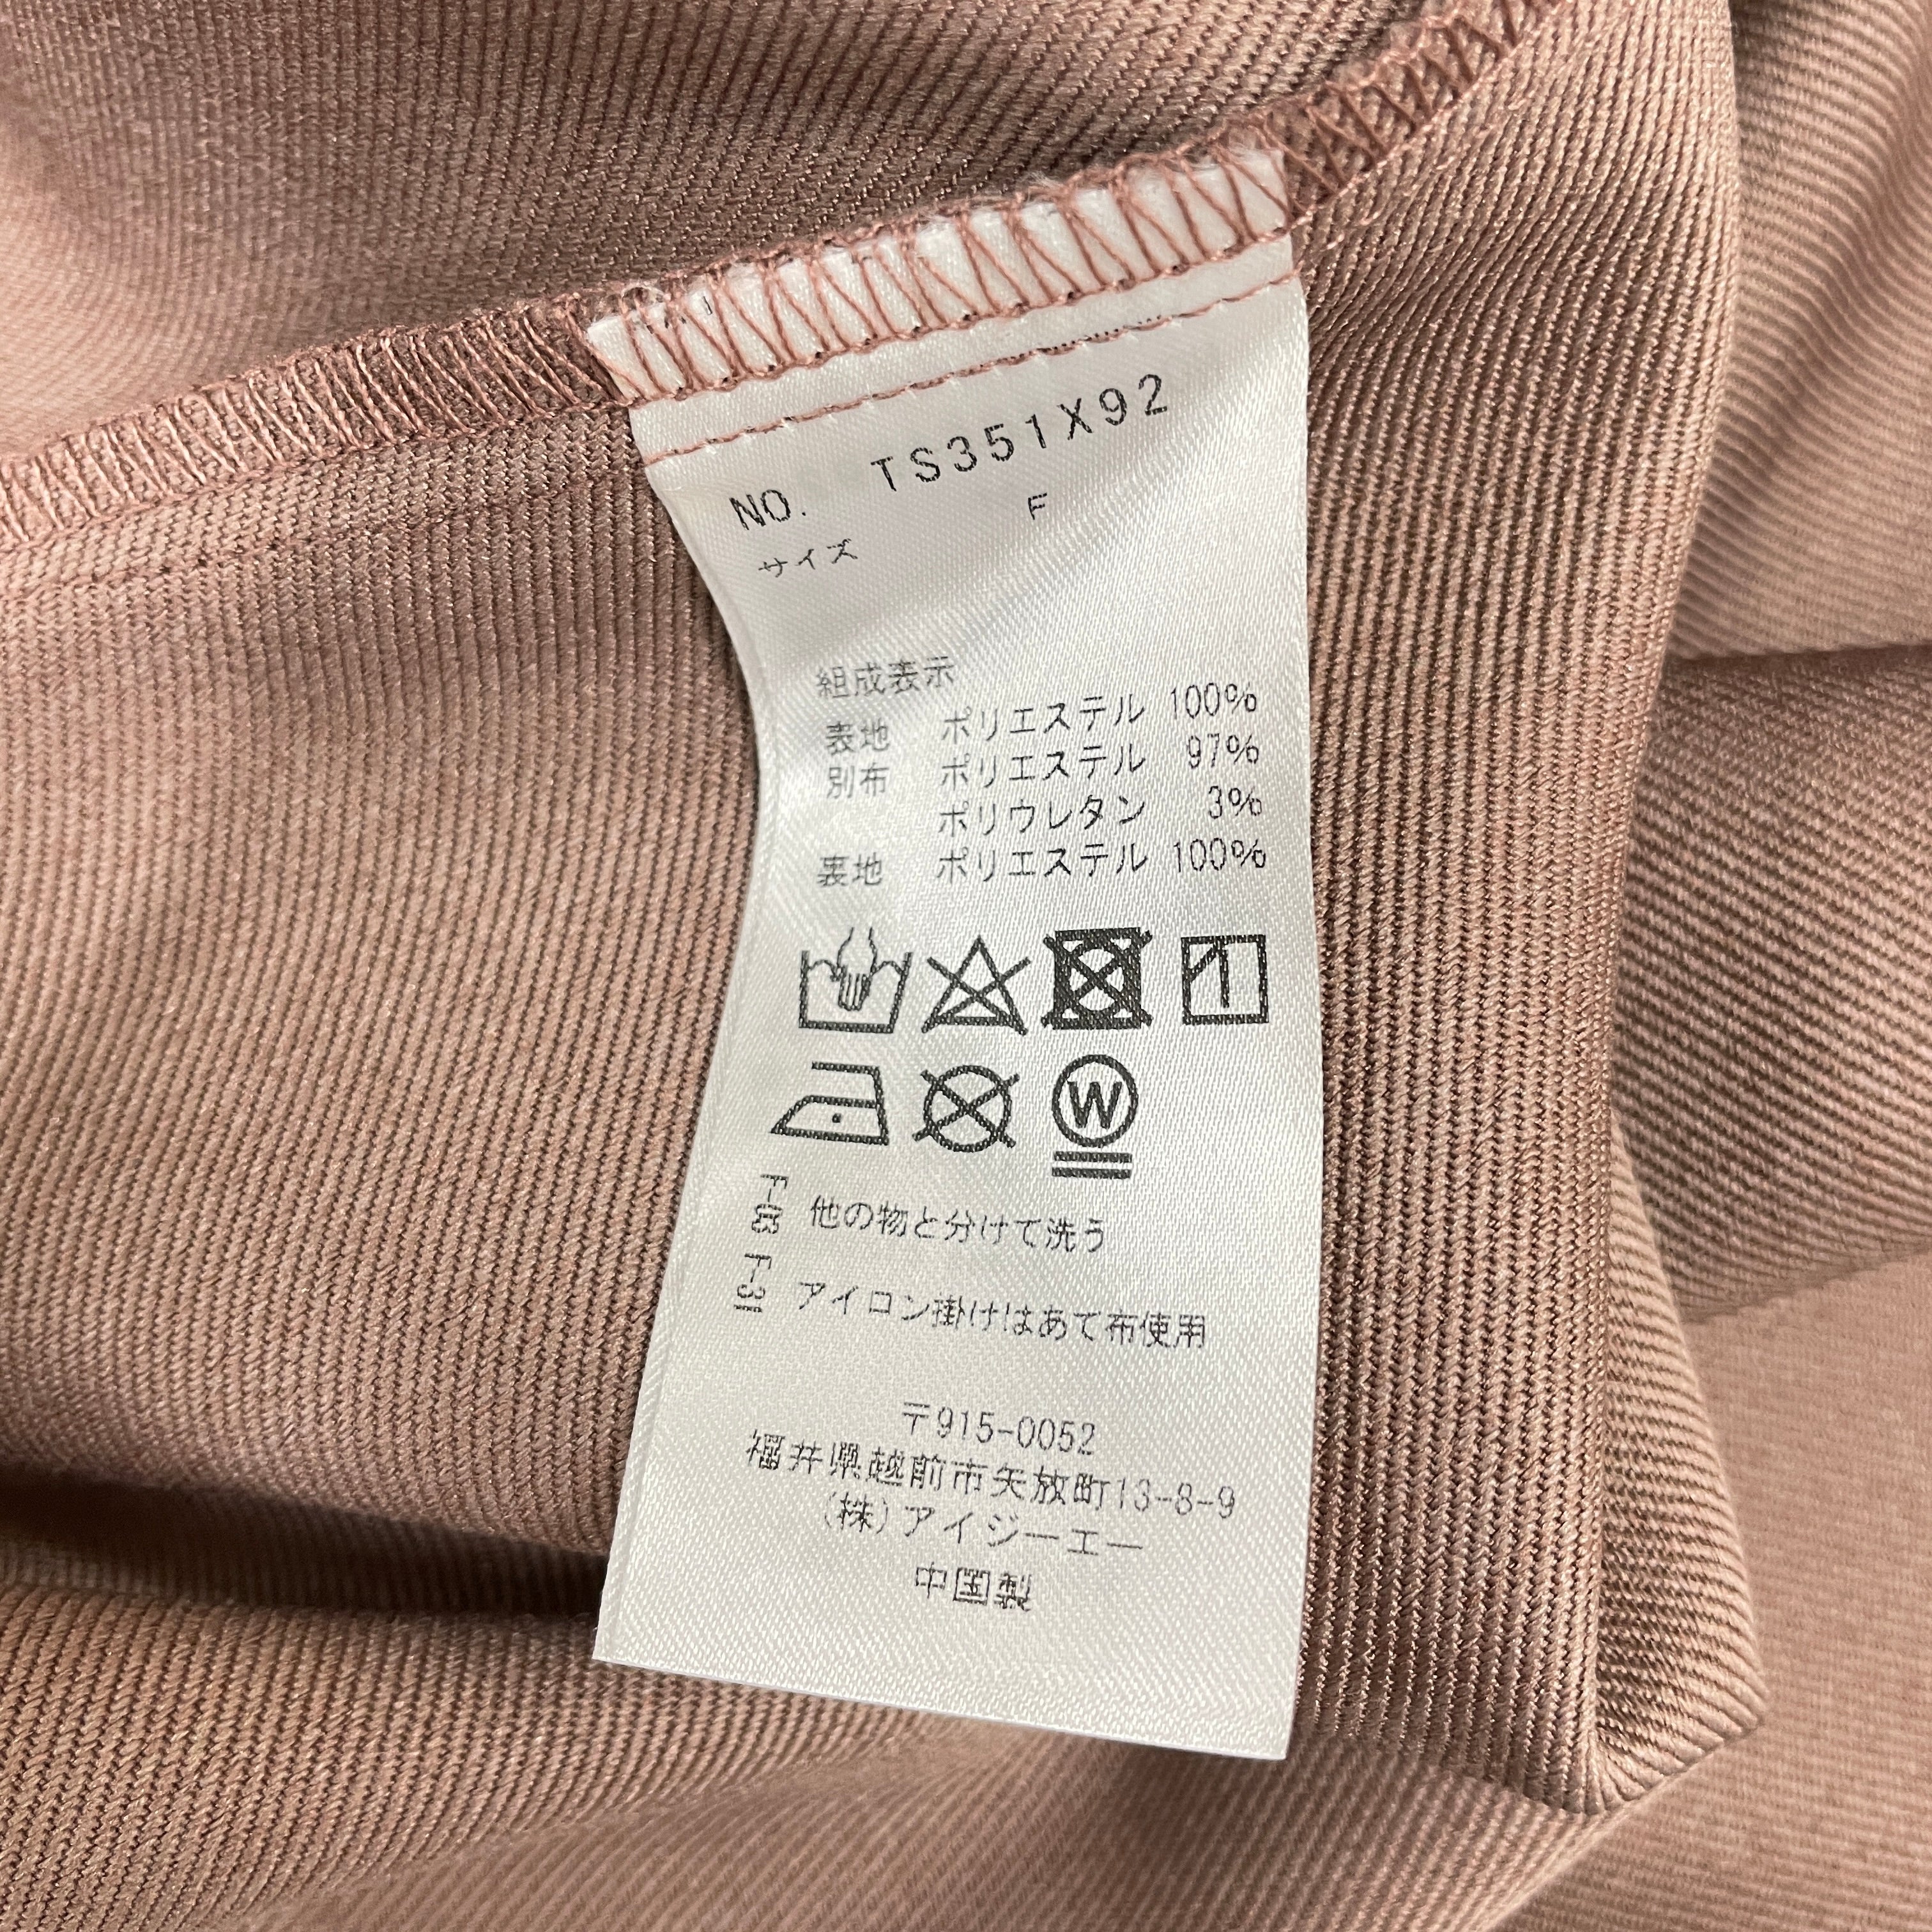 NO. TS351X92
サイズ F
組成表示
表地 ポリエステル 100%
別布 ポリエステル 97%
ポリウレタン 3%
裏地 ポリエステル 100%
W
F-03 他の物と分けて洗う
F-31 アイロン掛けはあて布使用
〒915-0052
福井県越前市矢放町13-8-9
(株)アイジーエー
中国製